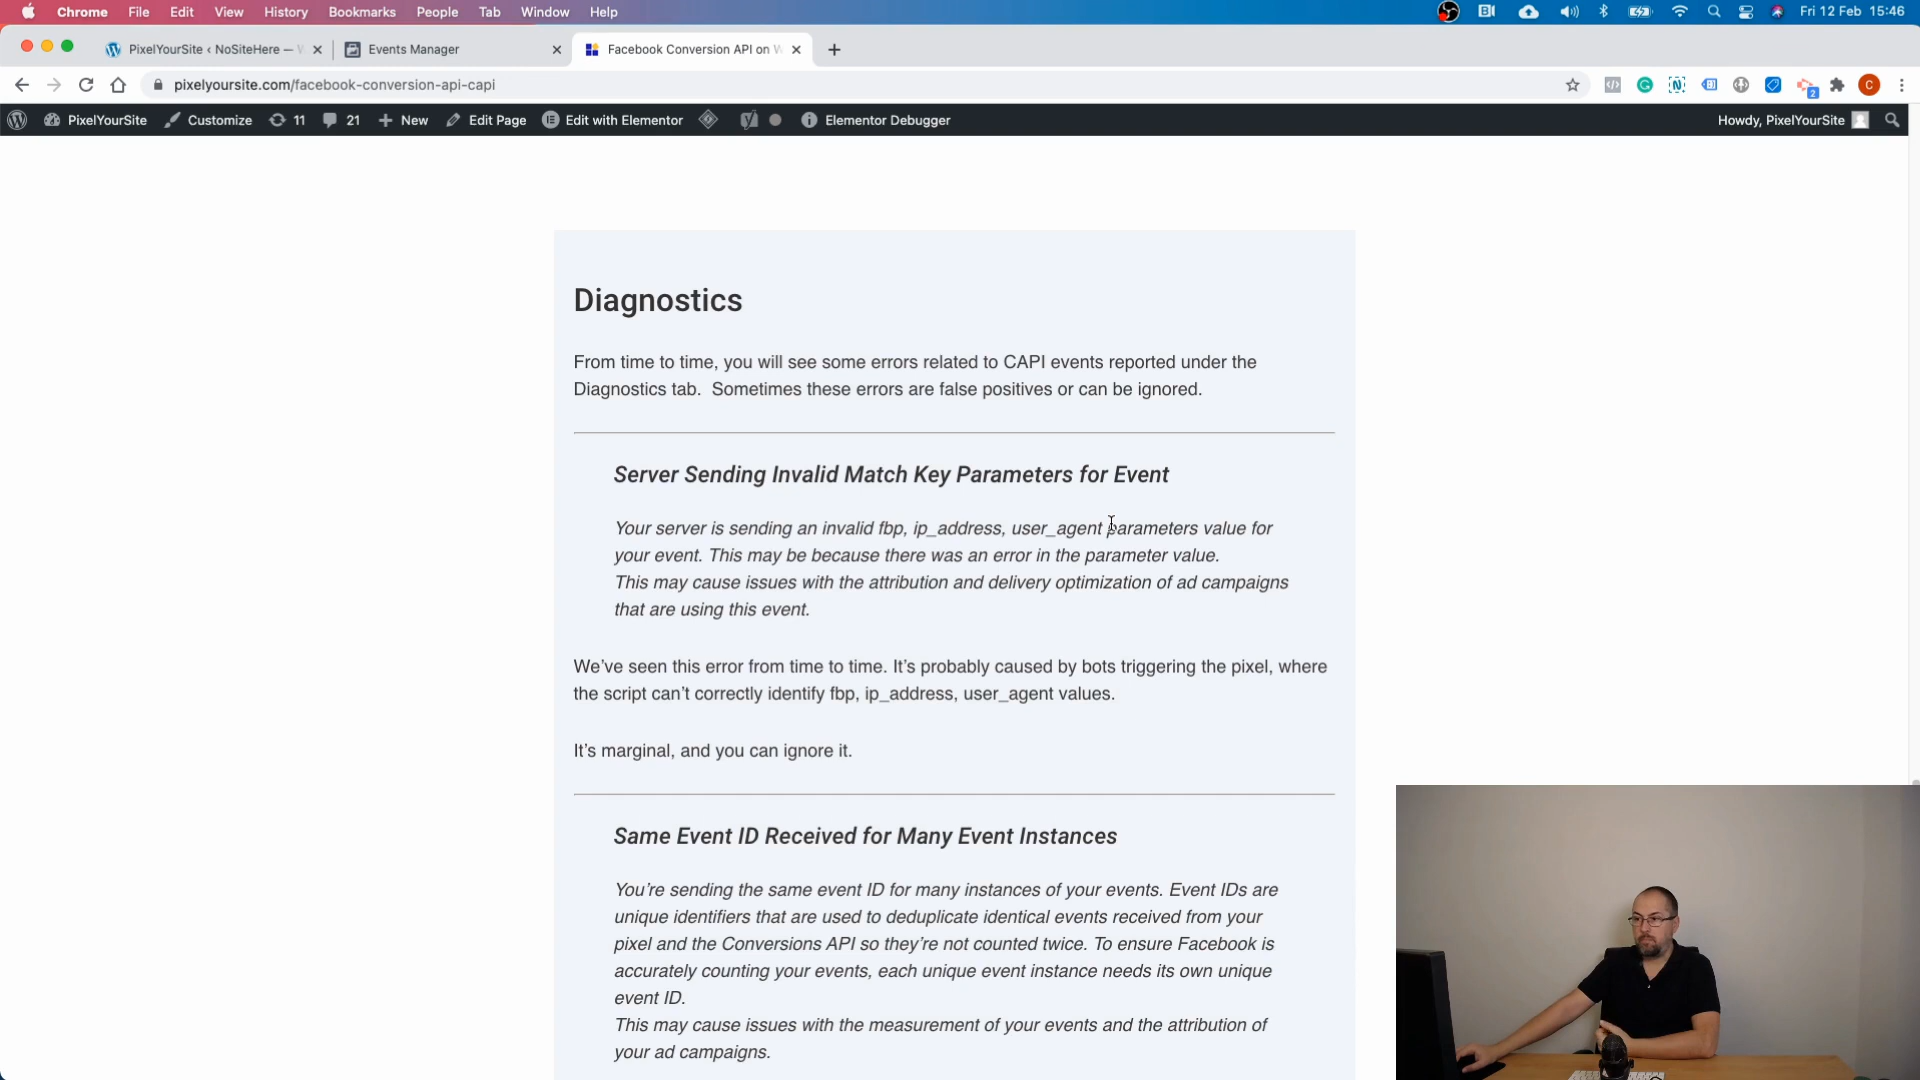 Chrome File Edit View History Bookmarks People Tab Window Help Fri 12 Feb 15:46
PixelYourSite ‹ NoSiteHere — W
Events Manager
Facebook Conversion API on W
pixelyoursite.com/facebook-conversion-api-capi
2
PixelYourSite Customize 11 21 New Edit Page Edit with Elementor Elementor Debugger Howdy, PixelYourSite
Diagnostics
From time to time, you will see some errors related to CAPI events reported under the
Diagnostics tab. Sometimes these errors are false positives or can be ignored.
Server Sending Invalid Match Key Parameters for Event
Your server is sending an invalid fbp, ip_address, user_agent parameters value for
your event. This may be because there was an error in the parameter value.
This may cause issues with the attribution and delivery optimization of ad campaigns
that are using this event.
We’ve seen this error from time to time. It’s probably caused by bots triggering the pixel, where
the script can’t correctly identify fbp, ip_address, user_agent values.
It’s marginal, and you can ignore it.
Same Event ID Received for Many Event Instances
You’re sending the same event ID for many instances of your events. Event IDs are
unique identifiers that are used to deduplicate identical events received from your
pixel and the Conversions API so they’re not counted twice. To ensure Facebook is
accurately counting your events, each unique event instance needs its own unique
event ID.
This may cause issues with the measurement of your events and the attribution of
your ad campaigns.